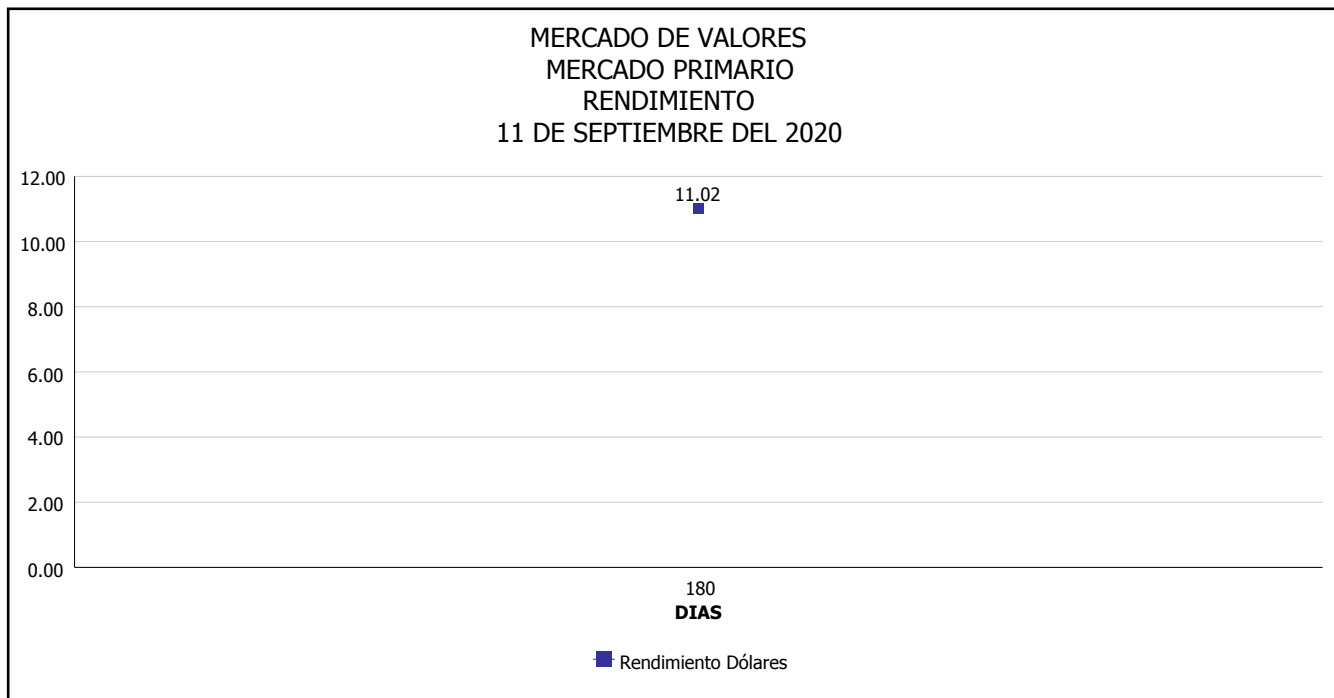 MERCADO DE VALORES
MERCADO PRIMARIO
RENDIMIENTO
11 DE SEPTIEMBRE DEL 2020
12.00
11.02
10.00
8.00
6.00
4.00
2.00
0.00
180
DIAS
Rendimiento Dólares